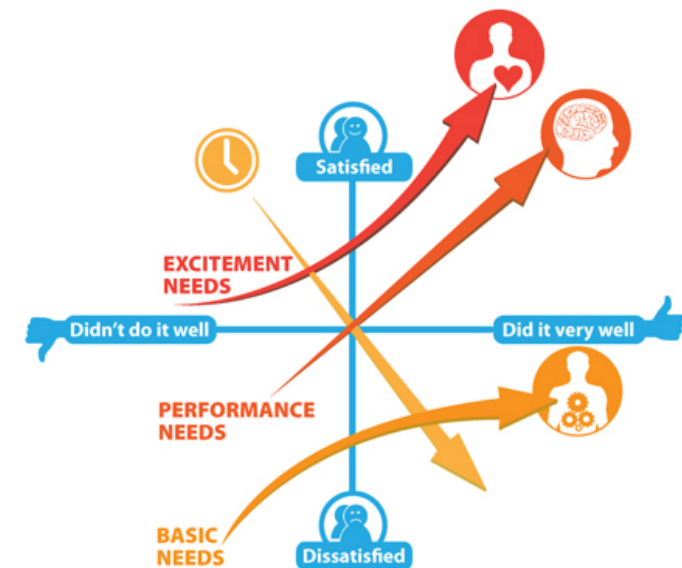 Satisfied
EXCITEMENT
NEEDS
Didn't do it well
Did it very well
PERFORMANCE
NEEDS
BASIC
NEEDS
Dissatisfied